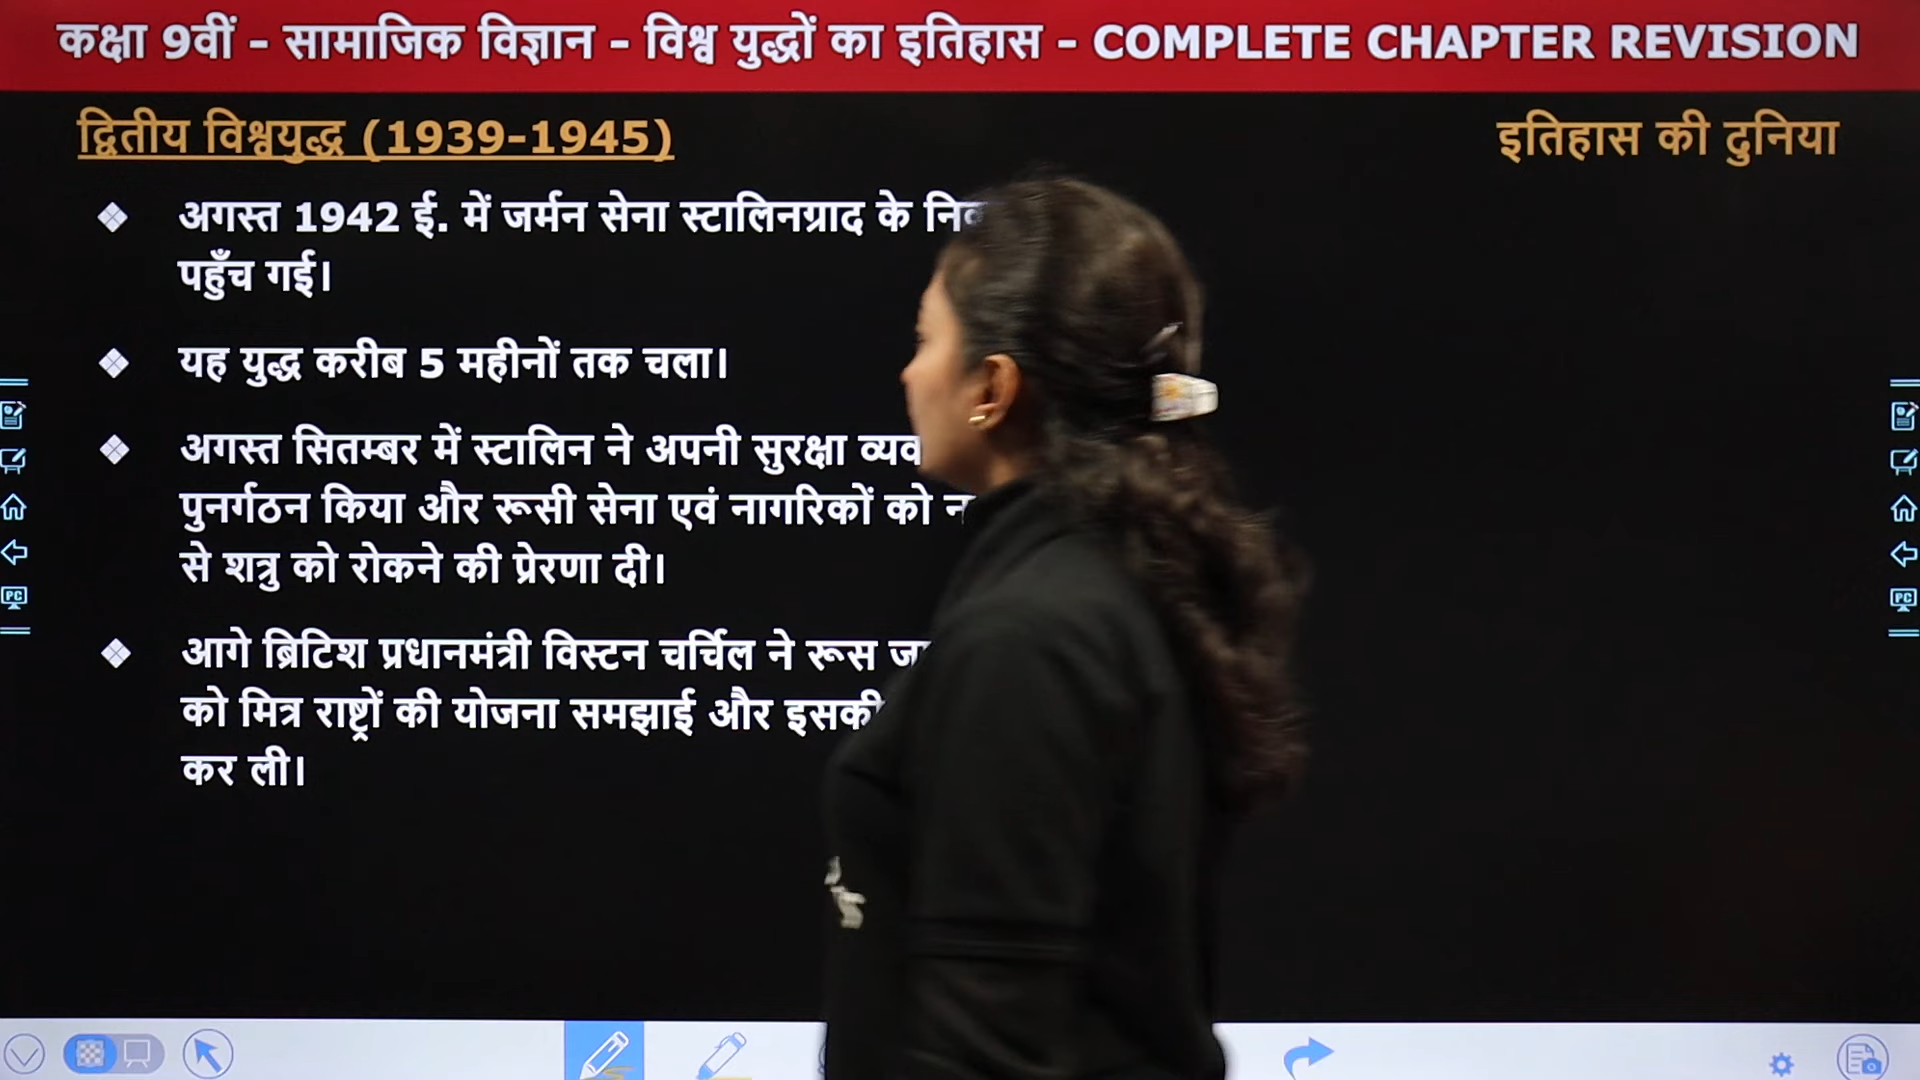 कक्षा 9वीं - सामाजिक विज्ञान - विश्व युद्धों का इतिहास - COMPLETE CHAPTER REVISION
द्वितीय विश्वयुद्ध (1939-1945)
इतिहास की दुनिया
❖ अगस्त 1942 ई. में जर्मन सेना स्टालिनग्राद के
पहुँच गई।
❖ यह युद्ध करीब 5 महीनों तक चला।
❖ अगस्त सितम्बर में स्टालिन ने अपनी सुरक्षा
पुनर्गठन किया और रूसी सेना एवं नागरिकों को
से शत्रु को रोकने की प्रेरणा दी।
❖ आगे ब्रिटिश प्रधानमंत्री विस्टन चर्चिल ने रूस
को मित्र राष्ट्रों की योजना समझाई और इसकी
कर ली।
PC
PC